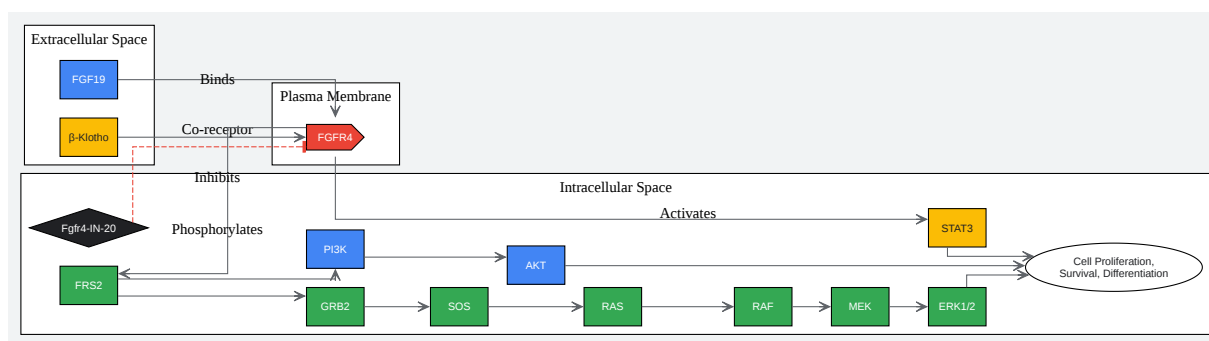 Extracellular Space
FGF19
Binds
Plasma Membrane
β-Klotho
Co-receptor
FGFR4
Inhibits
Intracellular Space
Fgfr4-IN-20
Phosphorylates
Activates
STAT3
PI3K
AKT
Cell Proliferation,
Survival, Differentiation
FRS2
GRB2
SOS
RAS
RAF
MEK
ERK1/2